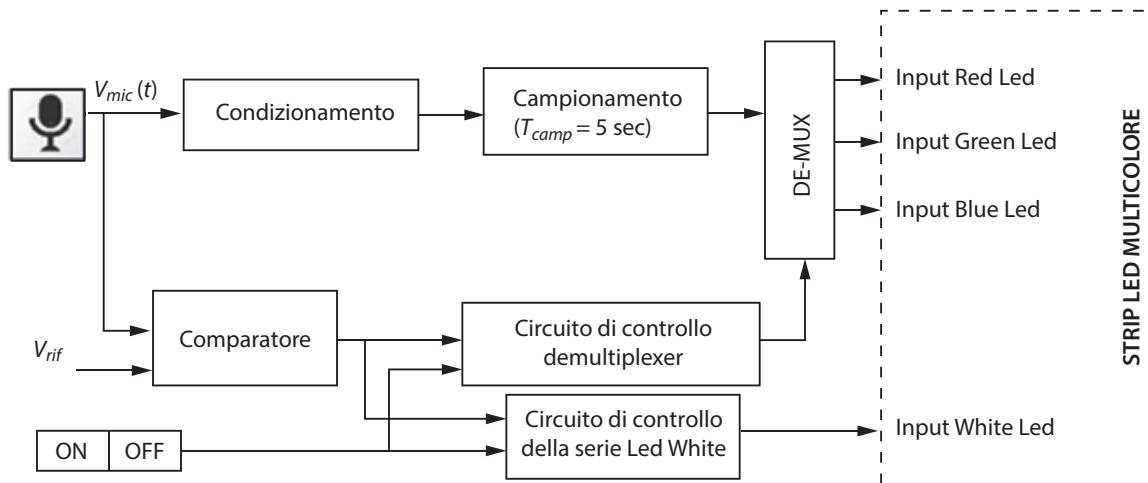 V_mic (t)
Condizionamento
Campionamento
(T_camp = 5 sec)
DE-MUX
Input Red Led
Input Green Led
Input Blue Led
STRIP LED MULTICOLORE
V_rif
Comparatore
Circuito di controllo
demultiplexer
Circuito di controllo
della serie Led White
Input White Led
ON OFF